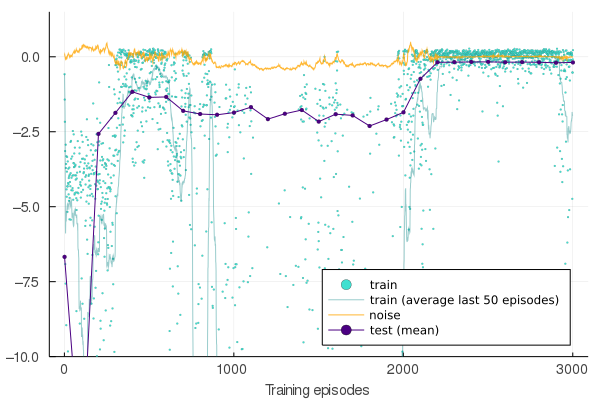 0.0
−2.5
−5.0
−7.5
−10.0
train
train (average last 50 episodes)
noise
test (mean)
0
1000
2000
3000
Training episodes